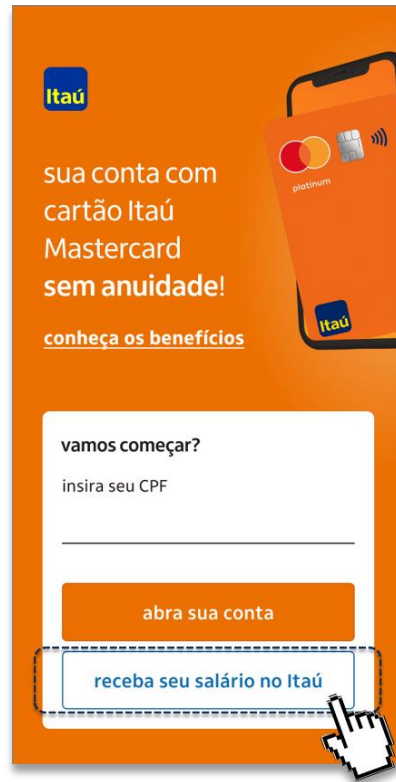 Itaú
sua conta com
cartão Itaú
Mastercard
sem anuidade!
conheça os benefícios
platinum
Itaú
vamos começar?
insira seu CPF
abra sua conta
receba seu salário no Itaú